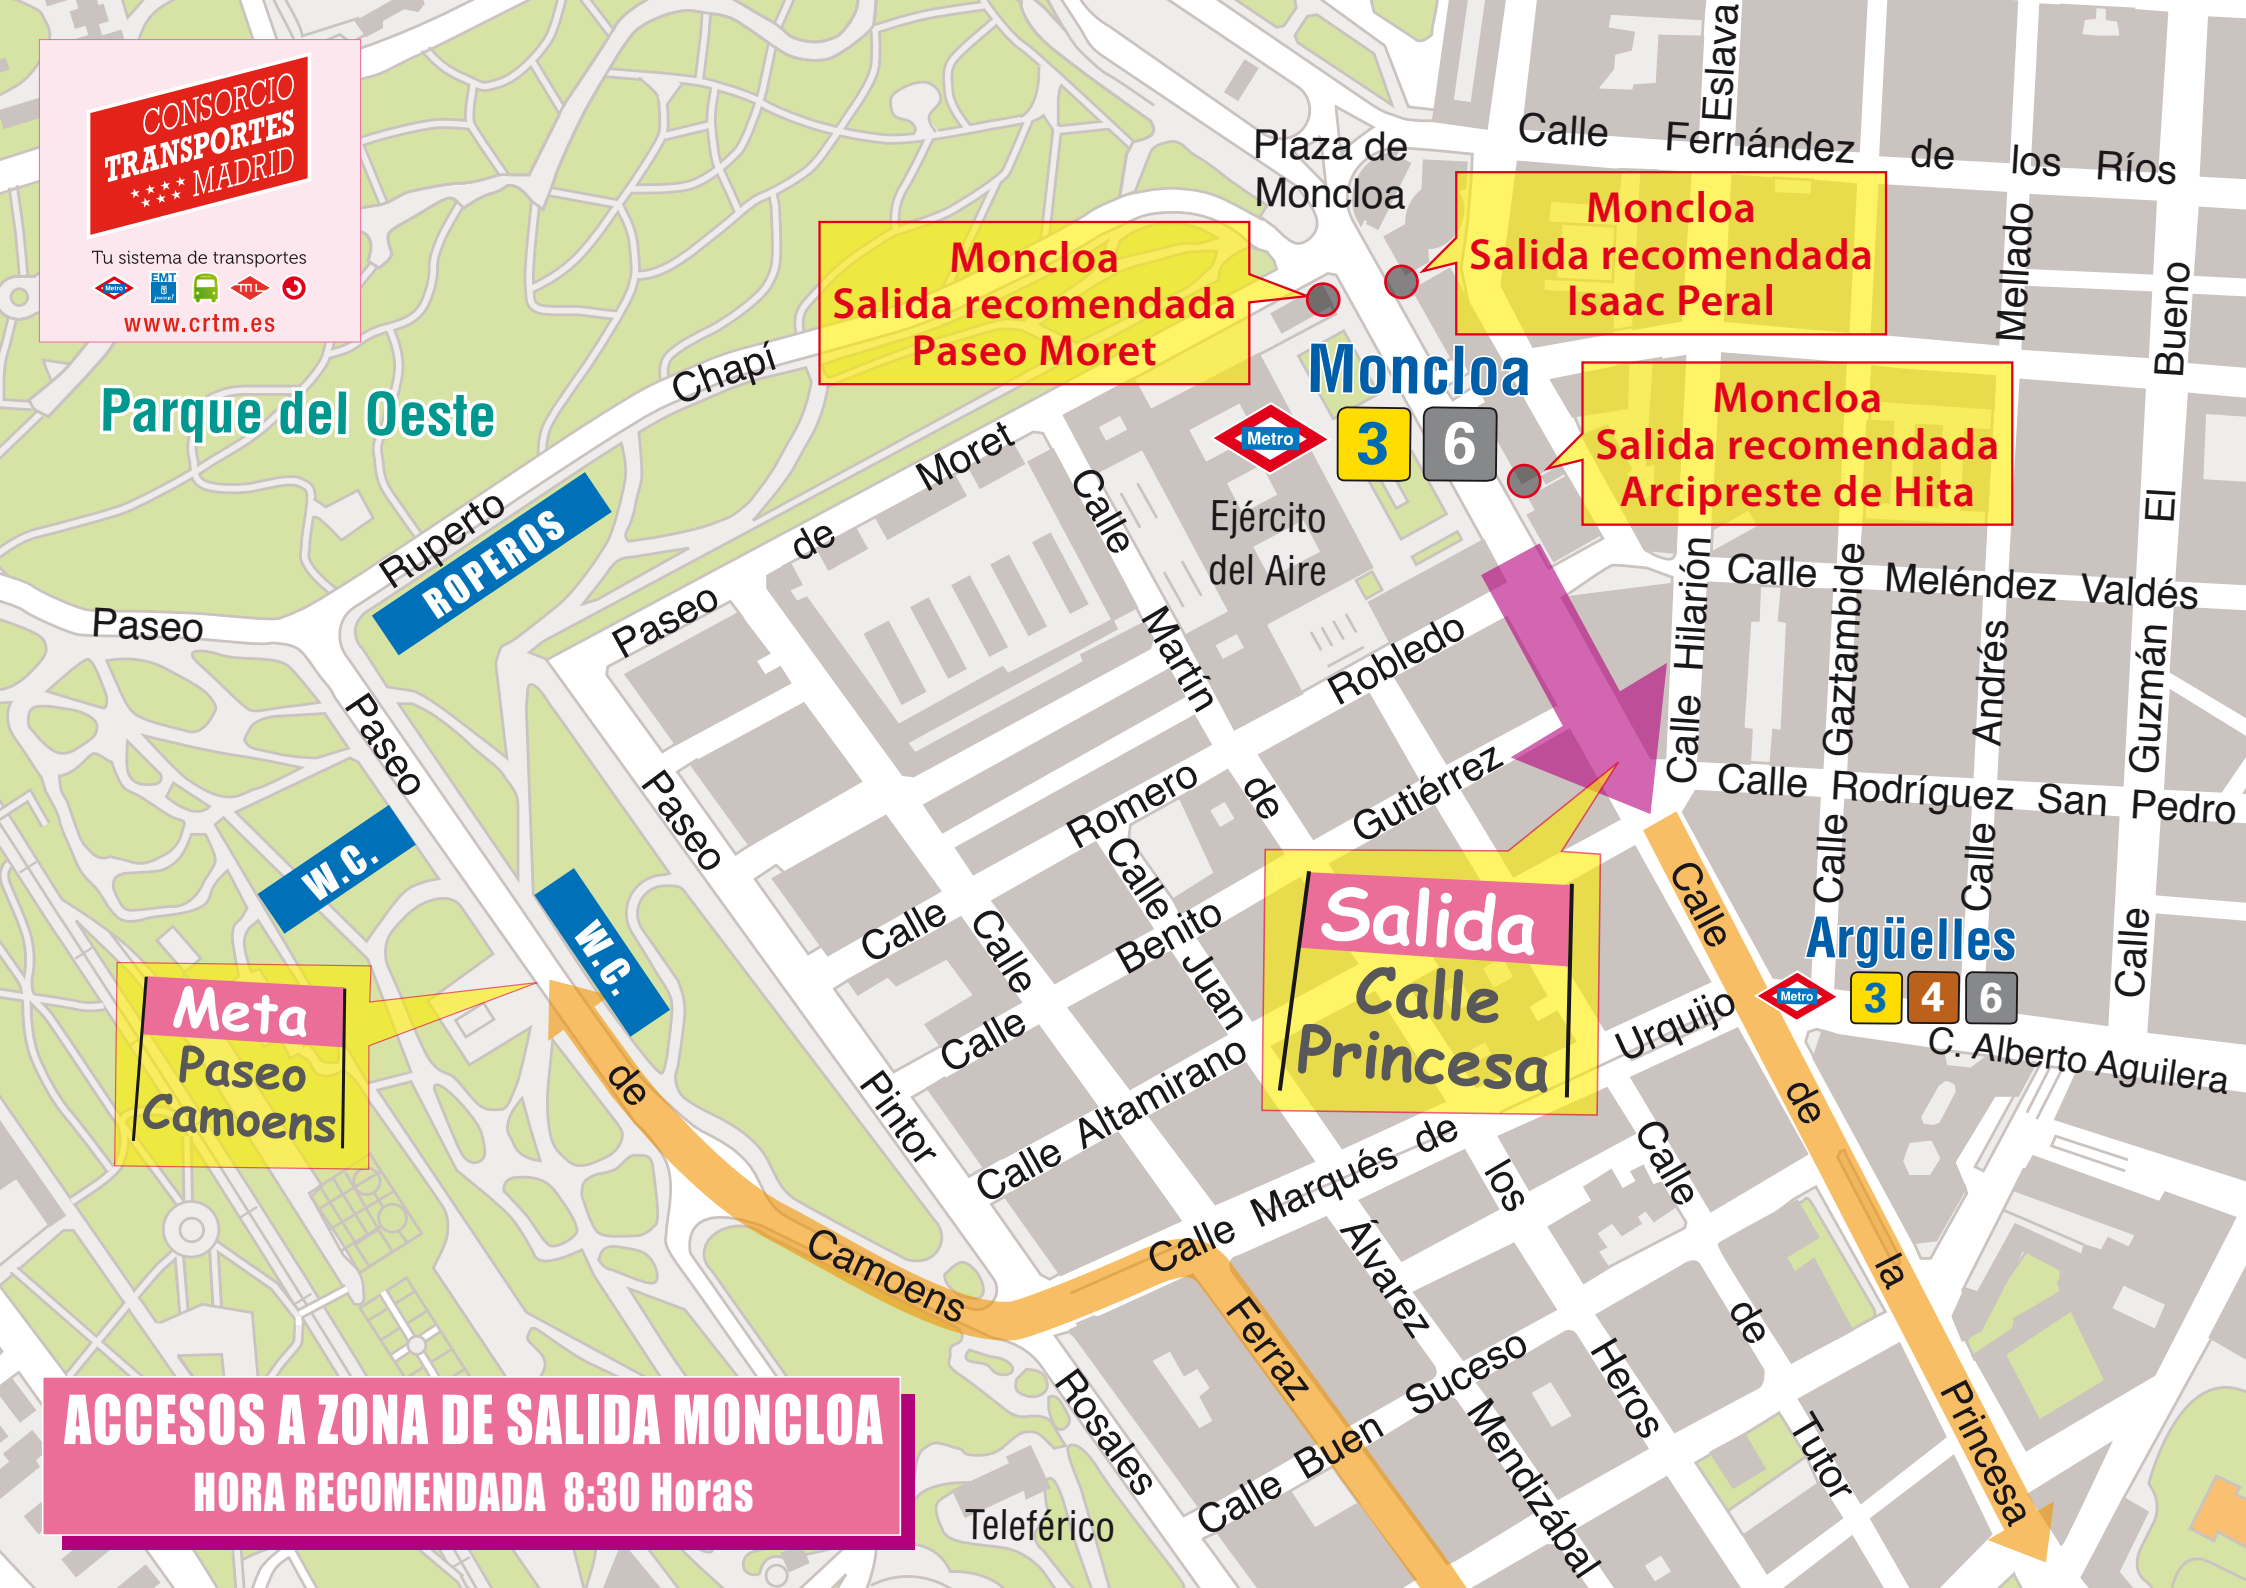 CONSORCIO
TRANSPORTES
MADRID
Tu sistema de transportes
Metro
EMT
www.crtm.es
Eslava
Calle Fernández de los Ríos
Plaza de
Moncloa
Moncloa
Salida recomendada
Isaac Peral
Moncloa
Salida recomendada
Paseo Moret
Moncloa
Salida recomendada
Arcipreste de Hita
Moncloa
Metro
3
6
Ejército
del Aire
Parque del Oeste
Paseo
Ruperto Chapí
ROPEROS
Paseo de Moret
Calle Martín de los Heros
Calle Hilarión Eslava
Calle Gaztambide
Calle Andrés Mellado
Calle Guzmán El Bueno
Calle Meléndez Valdés
Calle Rodríguez San Pedro
Calle Romero Robledo
Calle Benito Gutiérrez
Calle Juan Álvarez Mendizábal
Calle Altamirano
Calle Marqués de Urquijo
Calle Buen Suceso
Calle Ferraz
Calle de Tutor
Calle de la Princesa
Paseo Pintor Rosales
Paseo de Camoens
W.C.
W.C.
Meta
Paseo
Camoens
Salida
Calle
Princesa
Argüelles
Metro
3
4
6
C. Alberto Aguilera
Teleférico
ACCESOS A ZONA DE SALIDA MONCLOA
HORA RECOMENDADA 8:30 Horas